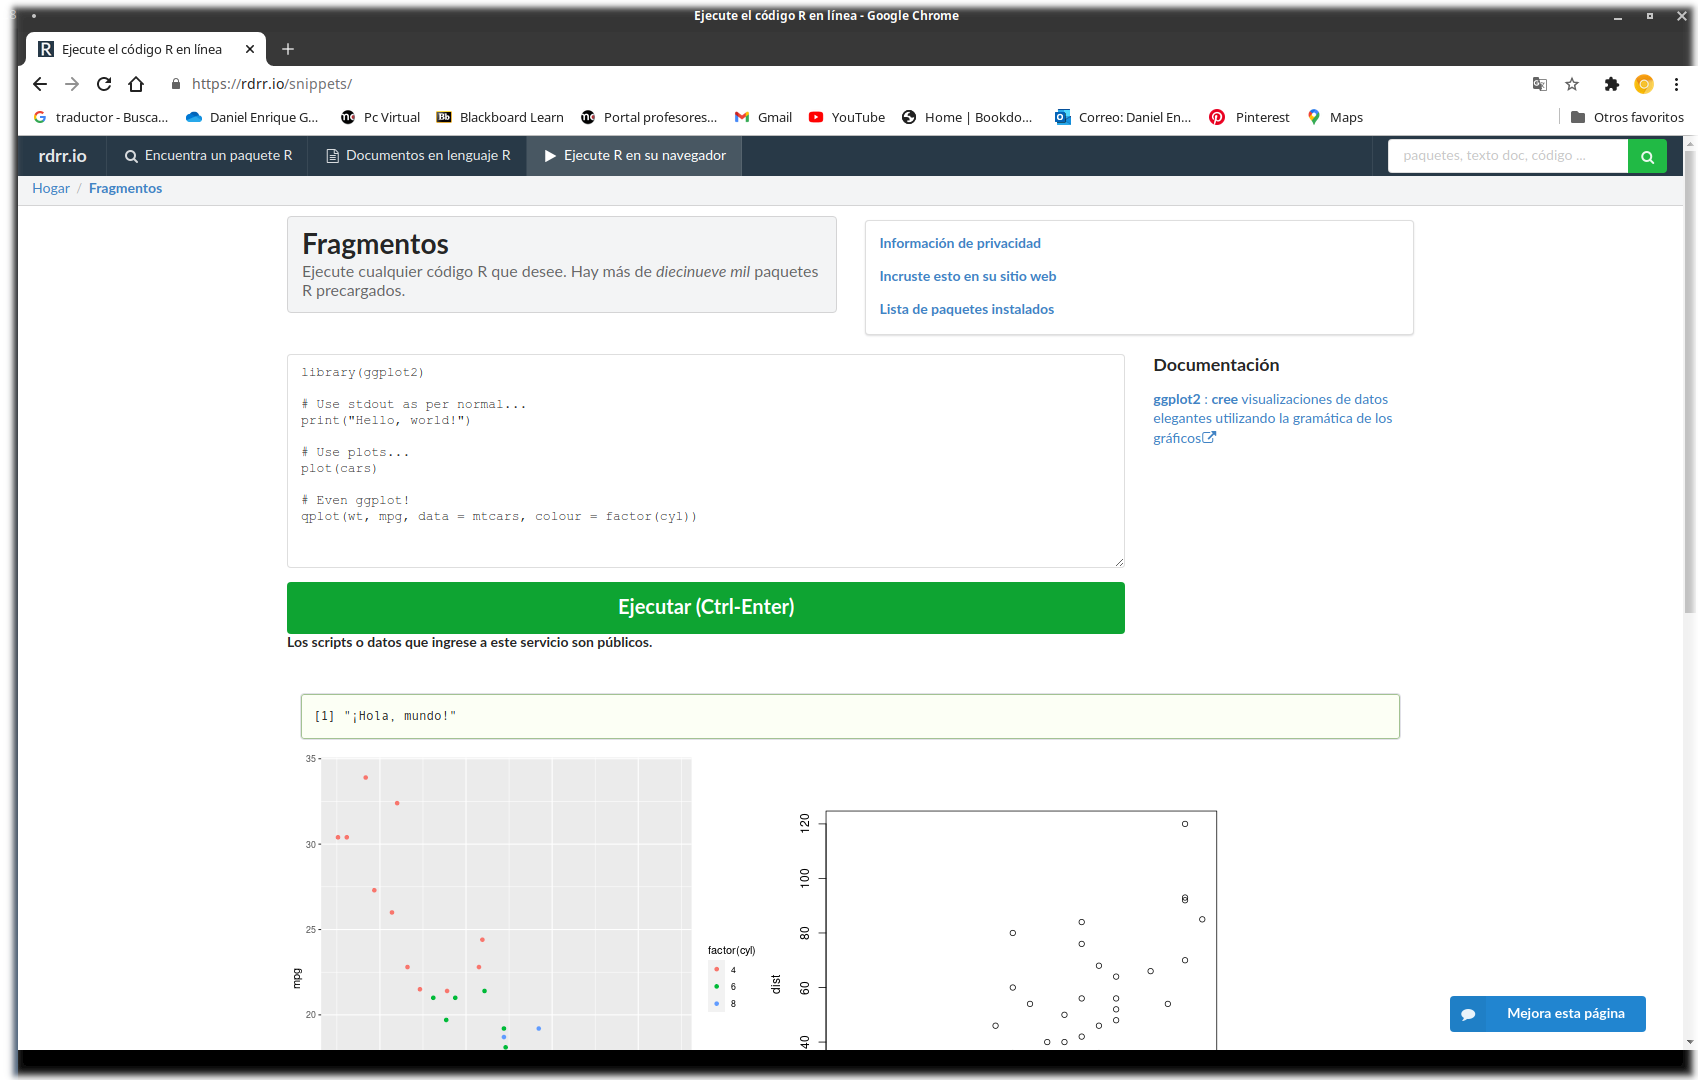 Ejecute el código R en línea - Google Chrome
Ejecute el código R en línea
https://rdrr.io/snippets/
traductor - Busca... Daniel Enrique G... Pc Virtual Blackboard Learn Portal profesores... Gmail YouTube Home | Bookdo... Correo: Daniel En... Pinterest Maps Otros favoritos
rdrr.io Encuentra un paquete R Documentos en lenguaje R Ejecute R en su navegador paquetes, texto doc, código ...
Hogar / Fragmentos
Fragmentos
Ejecute cualquier código R que desee. Hay más de diecinueve mil paquetes
R precargados.
Información de privacidad
Incruste esto en su sitio web
Lista de paquetes instalados
library(ggplot2)
# Use stdout as per normal...
print("Hello, world!")
# Use plots...
plot(cars)
# Even ggplot!
qplot(wt, mpg, data = mtcars, colour = factor(cyl))
Documentación
ggplot2 : cree visualizaciones de datos
elegantes utilizando la gramática de los
gráficos
Ejecutar (Ctrl-Enter)
Los scripts o datos que ingrese a este servicio son públicos.
[1] "¡Hola, mundo!"
35
30
25
20
mpg
factor(cyl)
4
6
8
120
100
80
60
40
dist
Mejora esta página